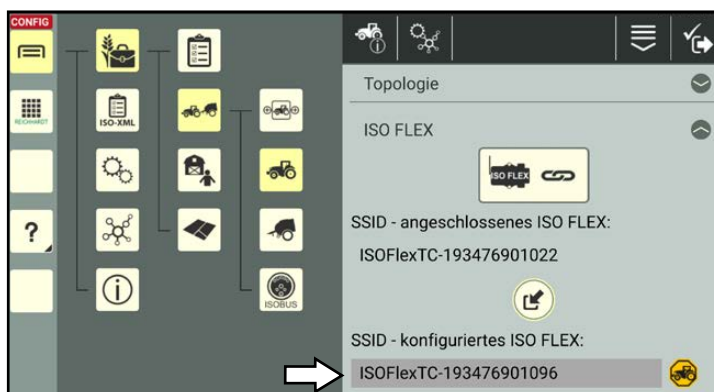 CONFIG
REICHHARDT
ISO-XML
?
ISOBUS
Topologie
ISO FLEX
ISO FLEX
SSID - angeschlossenes ISO FLEX:
ISOFlexTC-193476901022
SSID - konfiguriertes ISO FLEX:
ISOFlexTC-193476901096